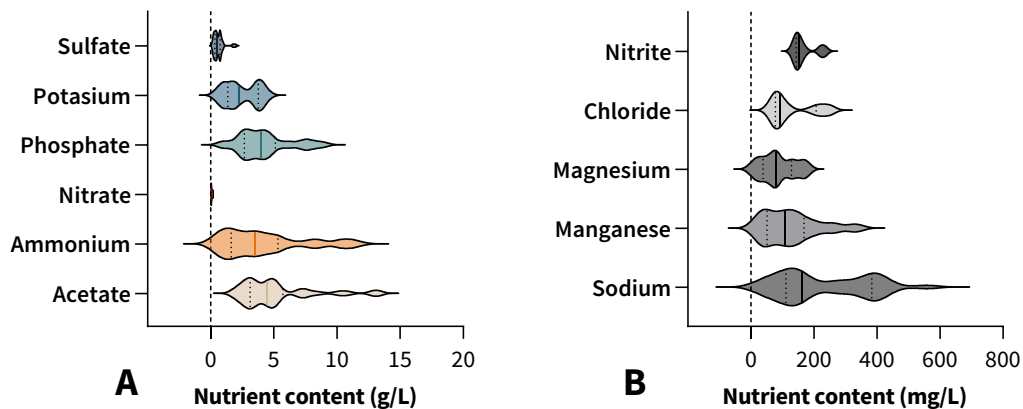 Sulfate
Potasium
Phosphate
Nitrate
Ammonium
Acetate
0 5 10 15 20
A
Nutrient content (g/L)
Nitrite
Chloride
Magnesium
Manganese
Sodium
0 200 400 600 800
B
Nutrient content (mg/L)